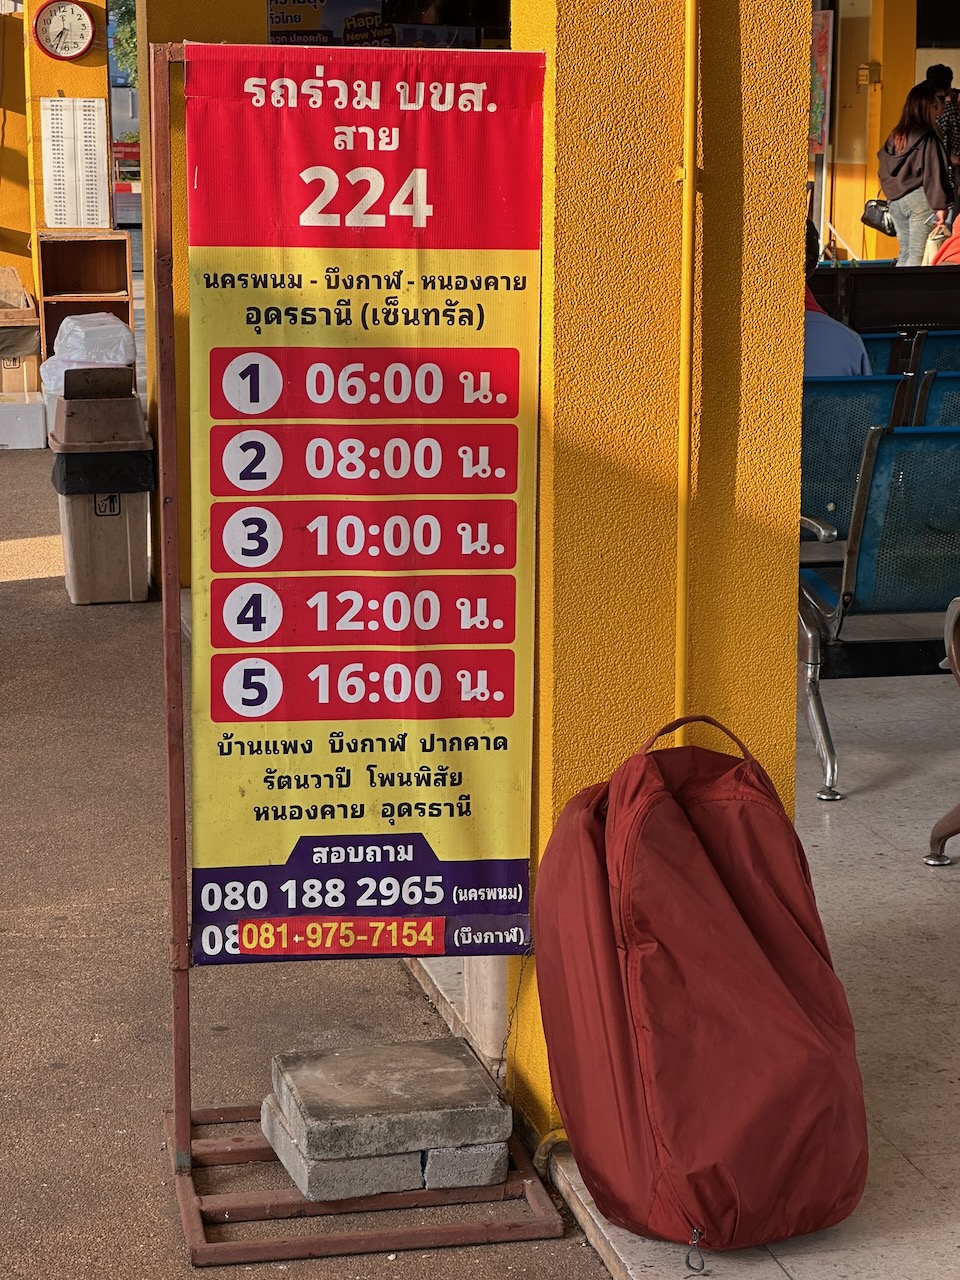 Happy
New Year
รถร่วม บขส.
สาย
224
นครพนม - บึงกาฬ - หนองคาย
อุดรธานี (เซ็นทรัล)
1 06:00 น.
2 08:00 น.
3 10:00 น.
4 12:00 น.
5 16:00 น.
บ้านแพง บึงกาฬ ปากคาด
รัตนวาปี โพนพิสัย
หนองคาย อุดรธานี
สอบถาม
080 188 2965 (นครพนม)
08 081-975-7154 (บึงกาฬ)